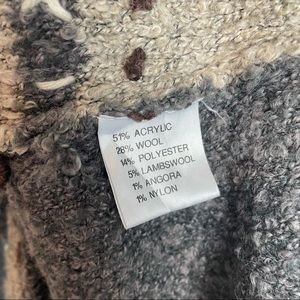 51% ACRYLIC
28% WOOL
14% POLYESTER
5% LAMBSWOOL
1% ANGORA
1% NYLON